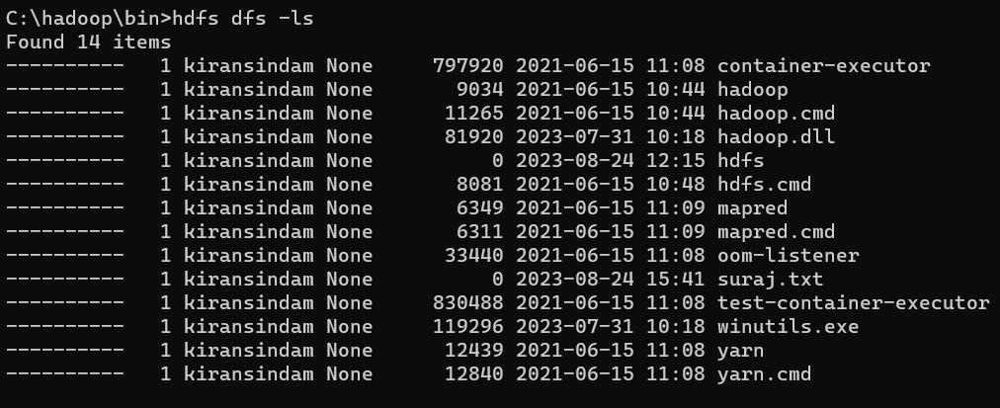 C:\hadoop\bin>hdfs dfs -ls
Found 14 items
----------   1 kiransindam None     797920 2021-06-15 11:08 container-executor
----------   1 kiransindam None       9034 2021-06-15 10:44 hadoop
----------   1 kiransindam None      11265 2021-06-15 10:44 hadoop.cmd
----------   1 kiransindam None      81920 2023-07-31 10:18 hadoop.dll
----------   1 kiransindam None          0 2023-08-24 12:15 hdfs
----------   1 kiransindam None       8081 2021-06-15 10:48 hdfs.cmd
----------   1 kiransindam None       6349 2021-06-15 11:09 mapred
----------   1 kiransindam None       6311 2021-06-15 11:09 mapred.cmd
----------   1 kiransindam None      33440 2021-06-15 11:08 oom-listener
----------   1 kiransindam None          0 2023-08-24 15:41 suraj.txt
----------   1 kiransindam None     830488 2021-06-15 11:08 test-container-executor
----------   1 kiransindam None     119296 2023-07-31 10:18 winutils.exe
----------   1 kiransindam None      12439 2021-06-15 11:08 yarn
----------   1 kiransindam None      12840 2021-06-15 11:08 yarn.cmd